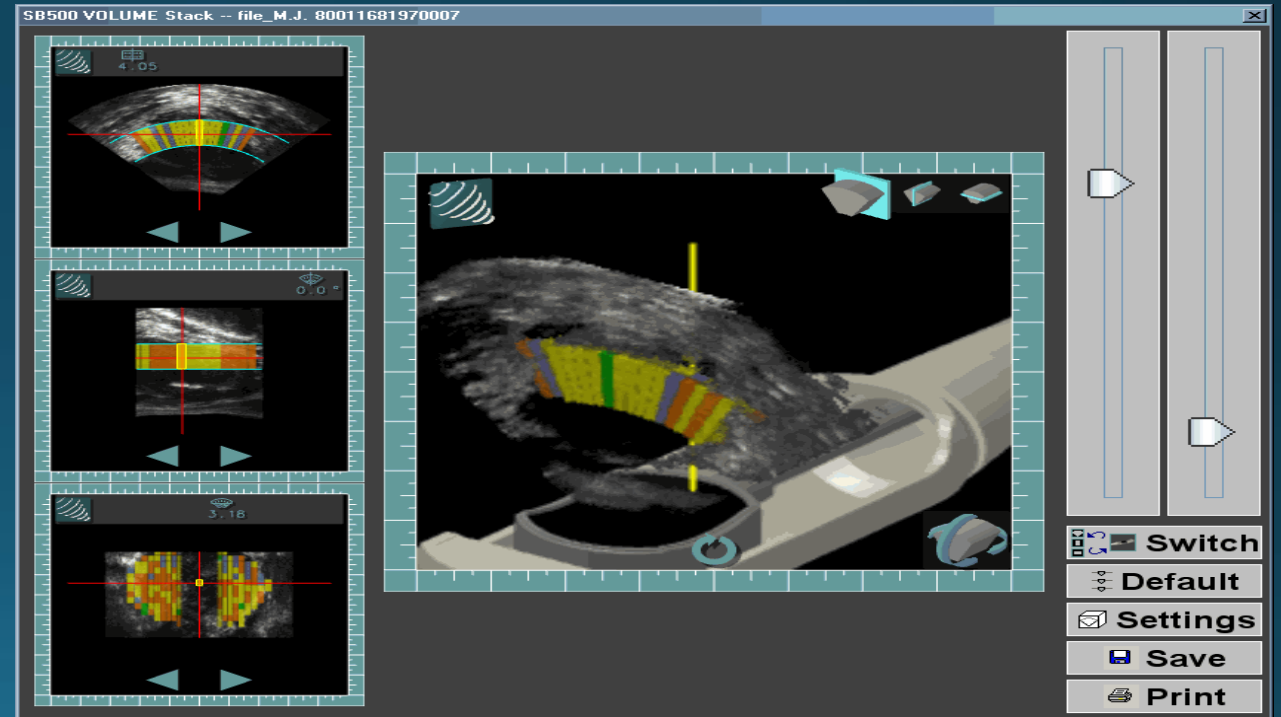 SB500 VOLUME Stack -- file_M.J. 80011681970007
4.05
0.0 °
3.18
Switch
Default
Settings
Save
Print